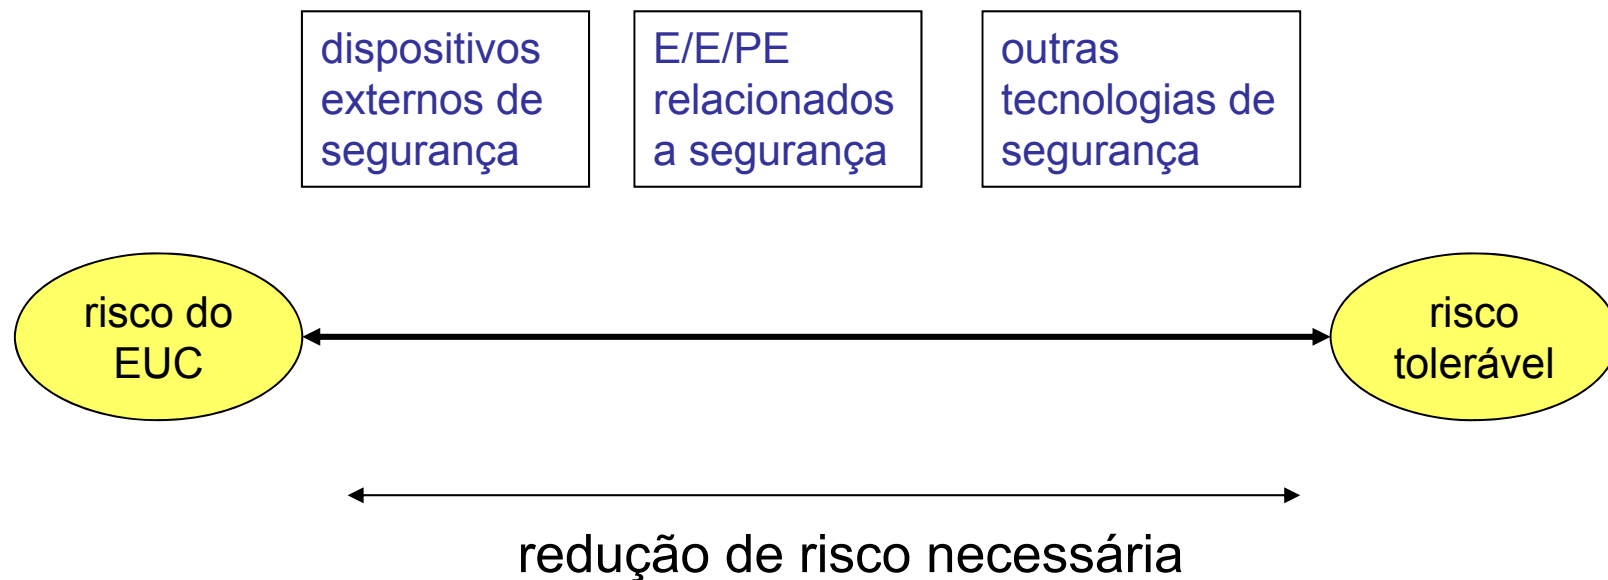 dispositivos
externos de
segurança
E/E/PE
relacionados
a segurança
outras
tecnologias de
segurança
risco do
EUC
risco
tolerável
redução de risco necessária